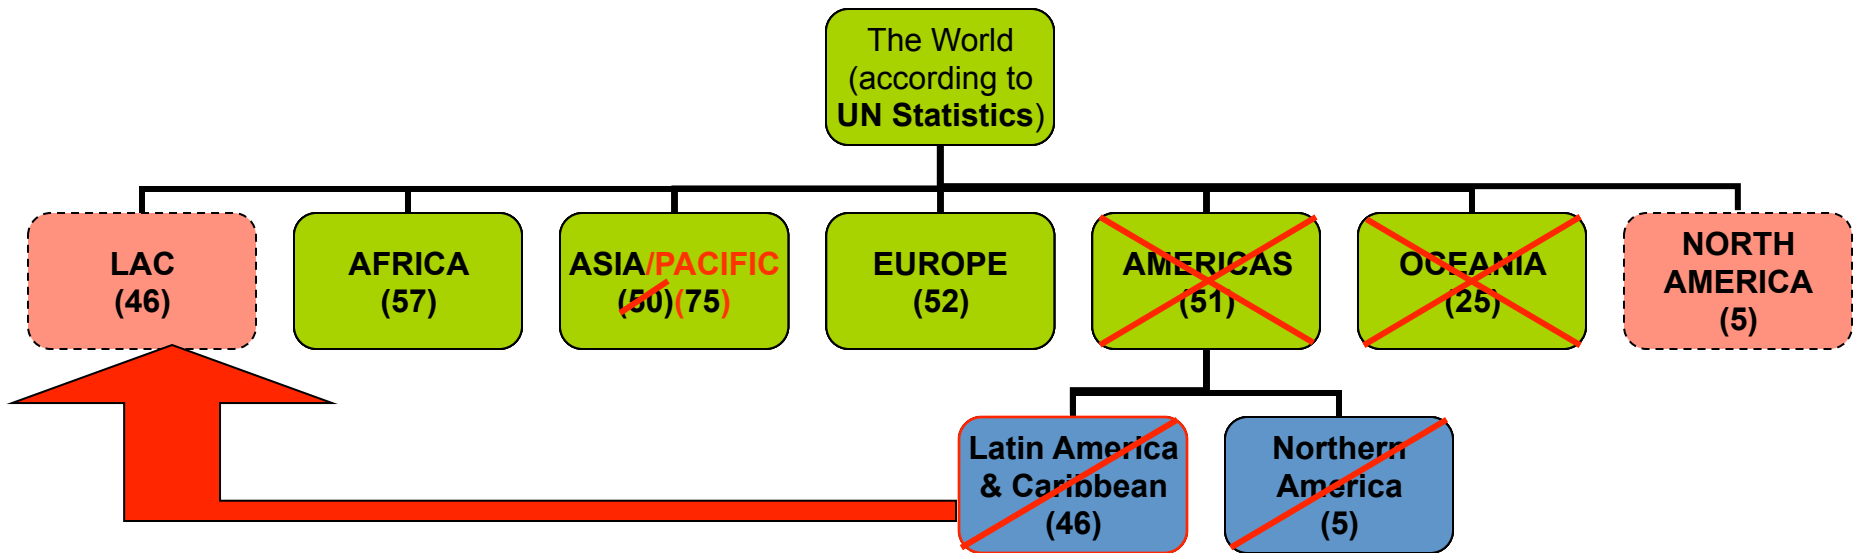 The World
(according to
UN Statistics)
LAC
(46)
AFRICA
(57)
ASIA/PACIFIC
(50)(75)
EUROPE
(52)
AMERICAS
(51)
OCEANIA
(25)
NORTH
AMERICA
(5)
Latin America
& Caribbean
(46)
Northern
America
(5)